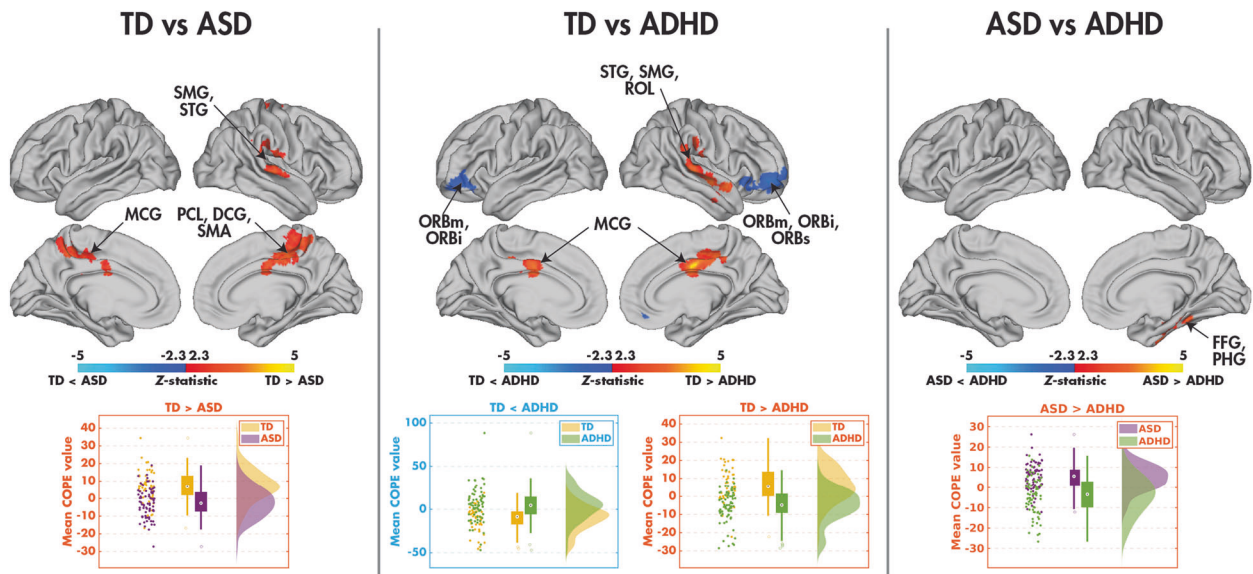 TD vs ASD
SMG,
STG
MCG
PCL, DCG,
SMA
-5
-2.3
2.3
5
TD < ASD
Z-statistic
TD > ASD
TD > ASD
Mean COPE value
40
30
20
10
0
-10
-20
-30
TD
ASD
TD vs ADHD
STG, SMG,
ROL
ORBm,
ORBi
MCG
ORBm, ORBi,
ORBs
-5
-2.3
2.3
5
TD < ADHD
Z-statistic
TD > ADHD
TD < ADHD
Mean COPE value
100
50
0
-50
TD
ADHD
TD > ADHD
Mean COPE value
40
30
20
10
0
-10
-20
-30
TD
ADHD
ASD vs ADHD
FFG,
PHG
-5
-2.3
2.3
5
ASD < ADHD
Z-statistic
ASD > ADHD
ASD > ADHD
Mean COPE value
30
20
10
0
-10
-20
-30
ASD
ADHD